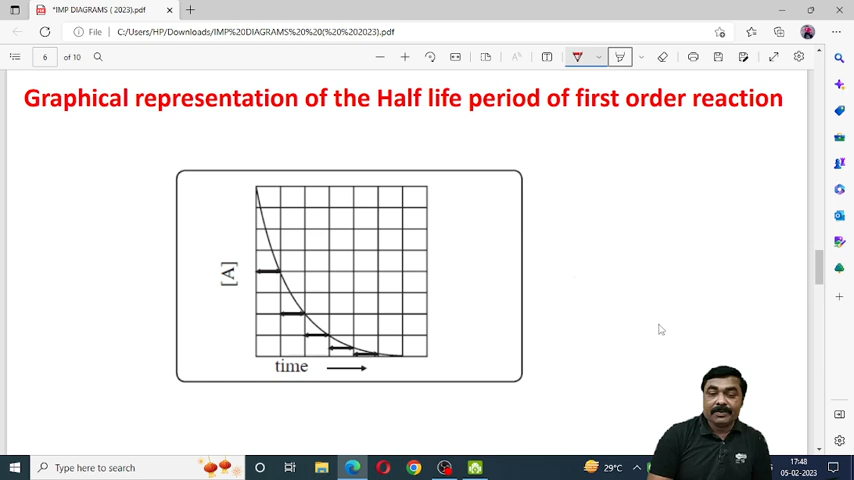 *IMP DIAGRAMS ( 2023).pdf
File
C:/Users/HP/Downloads/IMP%20DIAGRAMS%20%20(%20%202023).pdf
6
of 10
Graphical representation of the Half life period of first order reaction
[A]
time
Type here to search
29°C
17:48
05-02-2023